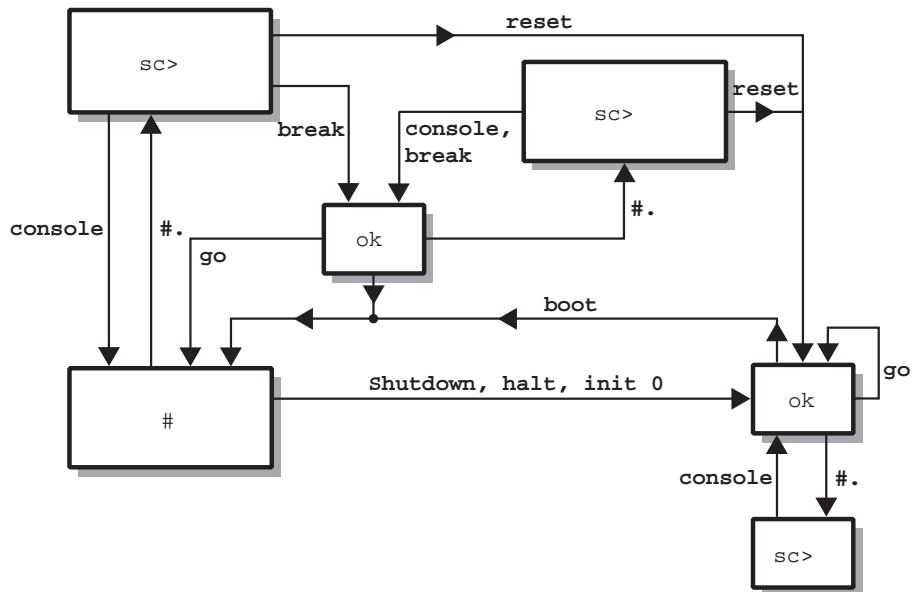 reset
sc>
reset
sc>
break
console,
break
console
#.
#.
ok
go
boot
go
Shutdown, halt, init 0
#
ok
console
#.
sc>